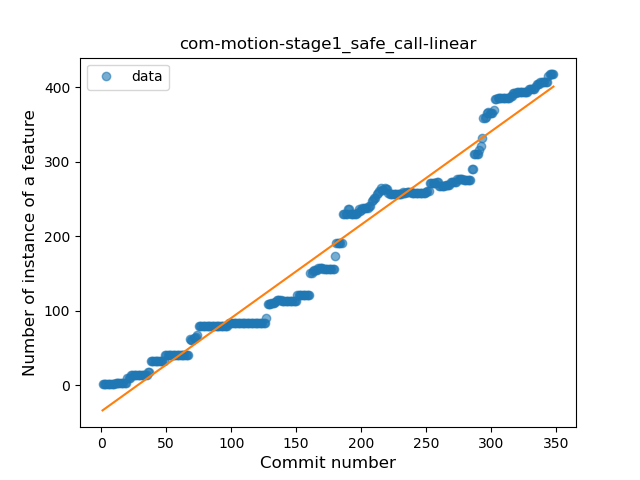 com-motion-stage1_safe_call-linear
data
Number of instance of a feature
400
300
200
100
0
0 50 100 150 200 250 300 350
Commit number